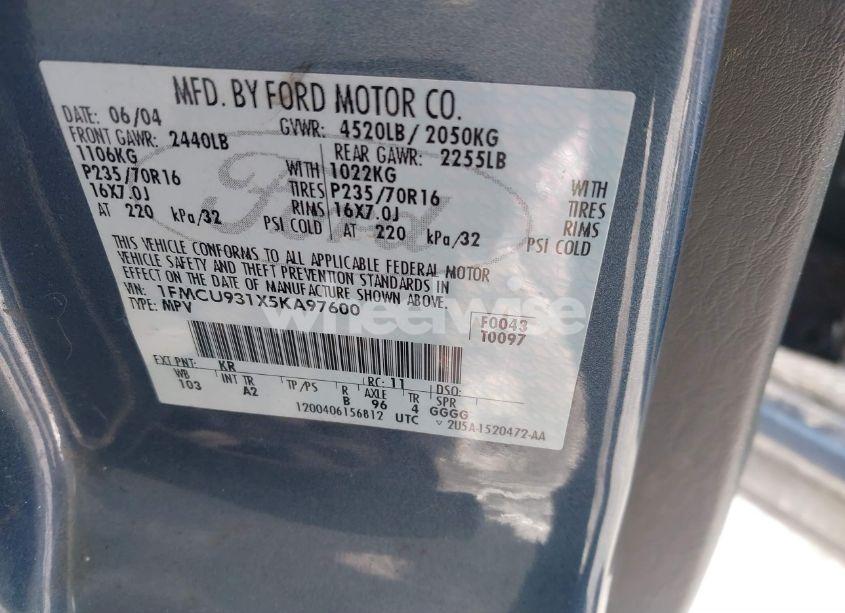 MFD. BY FORD MOTOR CO.
DATE: 06/04 GVWR: 4520LB/ 2050KG
FRONT GAWR: 2440LB REAR GAWR: 2255LB
1106KG WITH 1022KG WITH
P235/70R16 TIRES P235/70R16 TIRES
16X7.0J RIMS 16X7.0J RIMS
AT 220 kPa/32 PSI COLD AT 220 kPa/32 PSI COLD
Ford
THIS VEHICLE CONFORMS TO ALL APPLICABLE FEDERAL MOTOR
VEHICLE SAFETY AND THEFT PREVENTION STANDARDS IN
EFFECT ON THE DATE OF MANUFACTURE SHOWN ABOVE.
VIN: 1FMCU931X5KA97600
TYPE: MPV
F0043
T0097
wheelwise
EXT PNT: KR RC: 11 DSO:
WB INT TR TP/PS R AXLE TR SPR
103 A2 B 96 4 GGGG
1200406156812 UTC 2U5A-1520472-AA